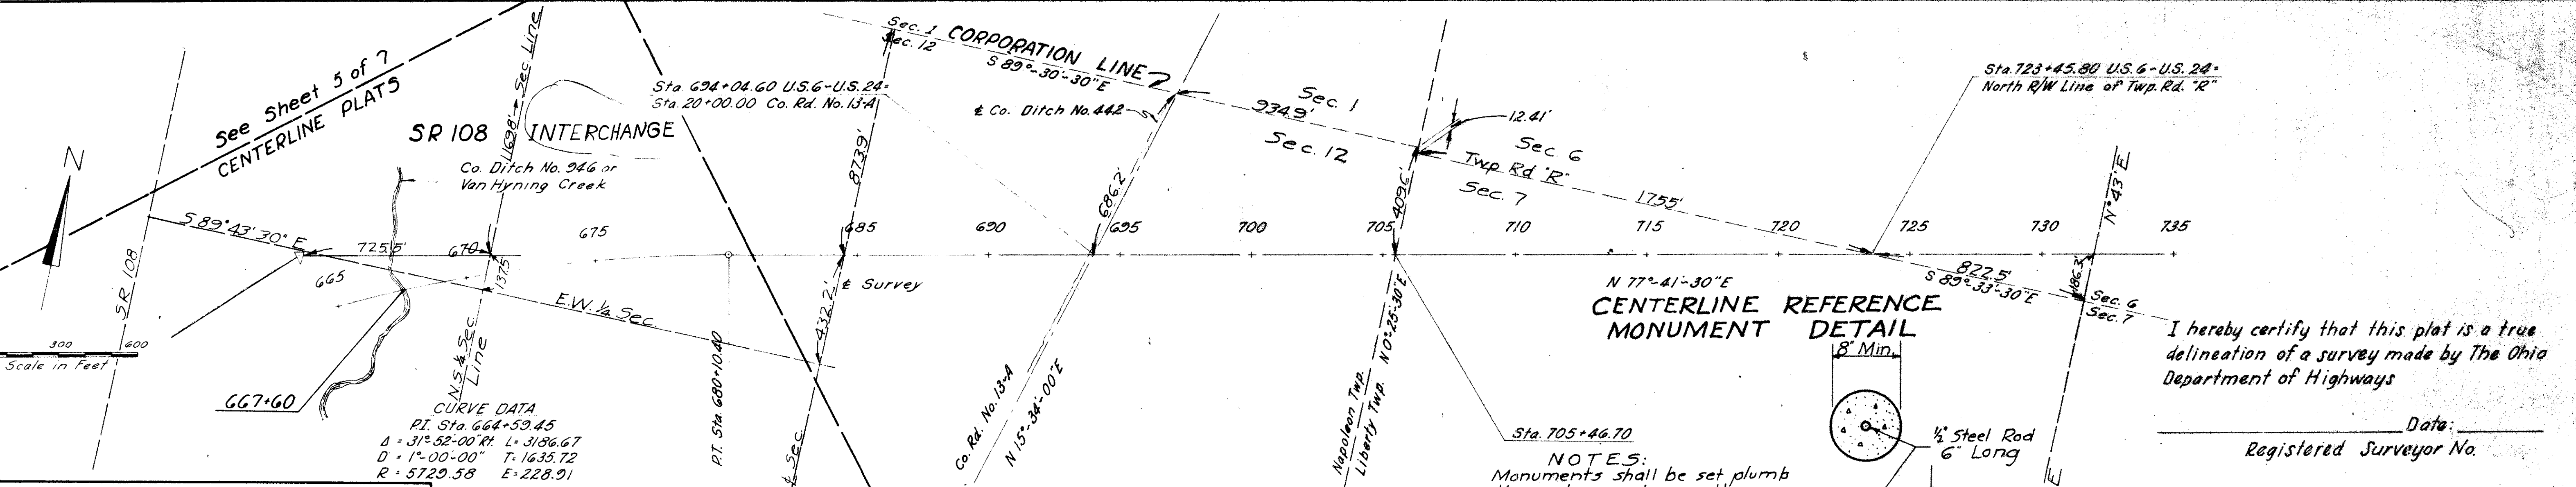 See Sheet 5 of 7
CENTERLINE PLATS
N
SR 108
300
600
Scale in Feet
S 89° 43' 30" E
725.5'
665
667+60
SR 108 INTERCHANGE
Co. Ditch No. 946 or
Van Hyning Creek
1698'± Sec. Line
670
1375
N.S. ¼ Sec.
Line
675
E.W. ¼ Sec.
CURVE DATA
P.I. Sta. 664+59.45
Δ = 31°-52'-00" Rt. L = 3186.67
D = 1°-00'-00" T = 1635.72
R = 5729.58 E = 228.91
P.T. Sta. 680+10.40
Sta. 694+04.60 U.S. 6-U.S. 24=
Sta. 20+00.00 Co. Rd. No. 13-A
Sec. 1
Sec. 12
CORPORATION LINE
S 89°-30'-30" E
873.9'
685
432.2'
℄ Survey
Sec.
℄ Co. Ditch No. 442
686.2'
690
695
Co. Rd. No. 13-A
N 15°-34'-00" E
934.9'
Sec. 1
Sec. 12
700
12.41'
Sec. 6
Twp Rd "R"
Sec. 7
1755'
409.6'
705
710
715
720
Napoleon Twp.
Liberty Twp. N 0°-25'-30" E
Sta. 705+46.70
NOTES:
Monuments shall be set plumb
N 77°-41'-30" E
CENTERLINE REFERENCE
MONUMENT DETAIL
8" Min.
½" Steel Rod
6" Long
Sta. 723+45.80 U.S. 6-U.S. 24=
North R/W Line of Twp. Rd. "R"
725
730
735
822.5'
S 89°-33'-30" E
186.3'
N°43' E
Sec. 6
Sec. 7
E
I hereby certify that this plat is a true
delineation of a survey made by The Ohio
Department of Highways
Date:
Registered Surveyor No.